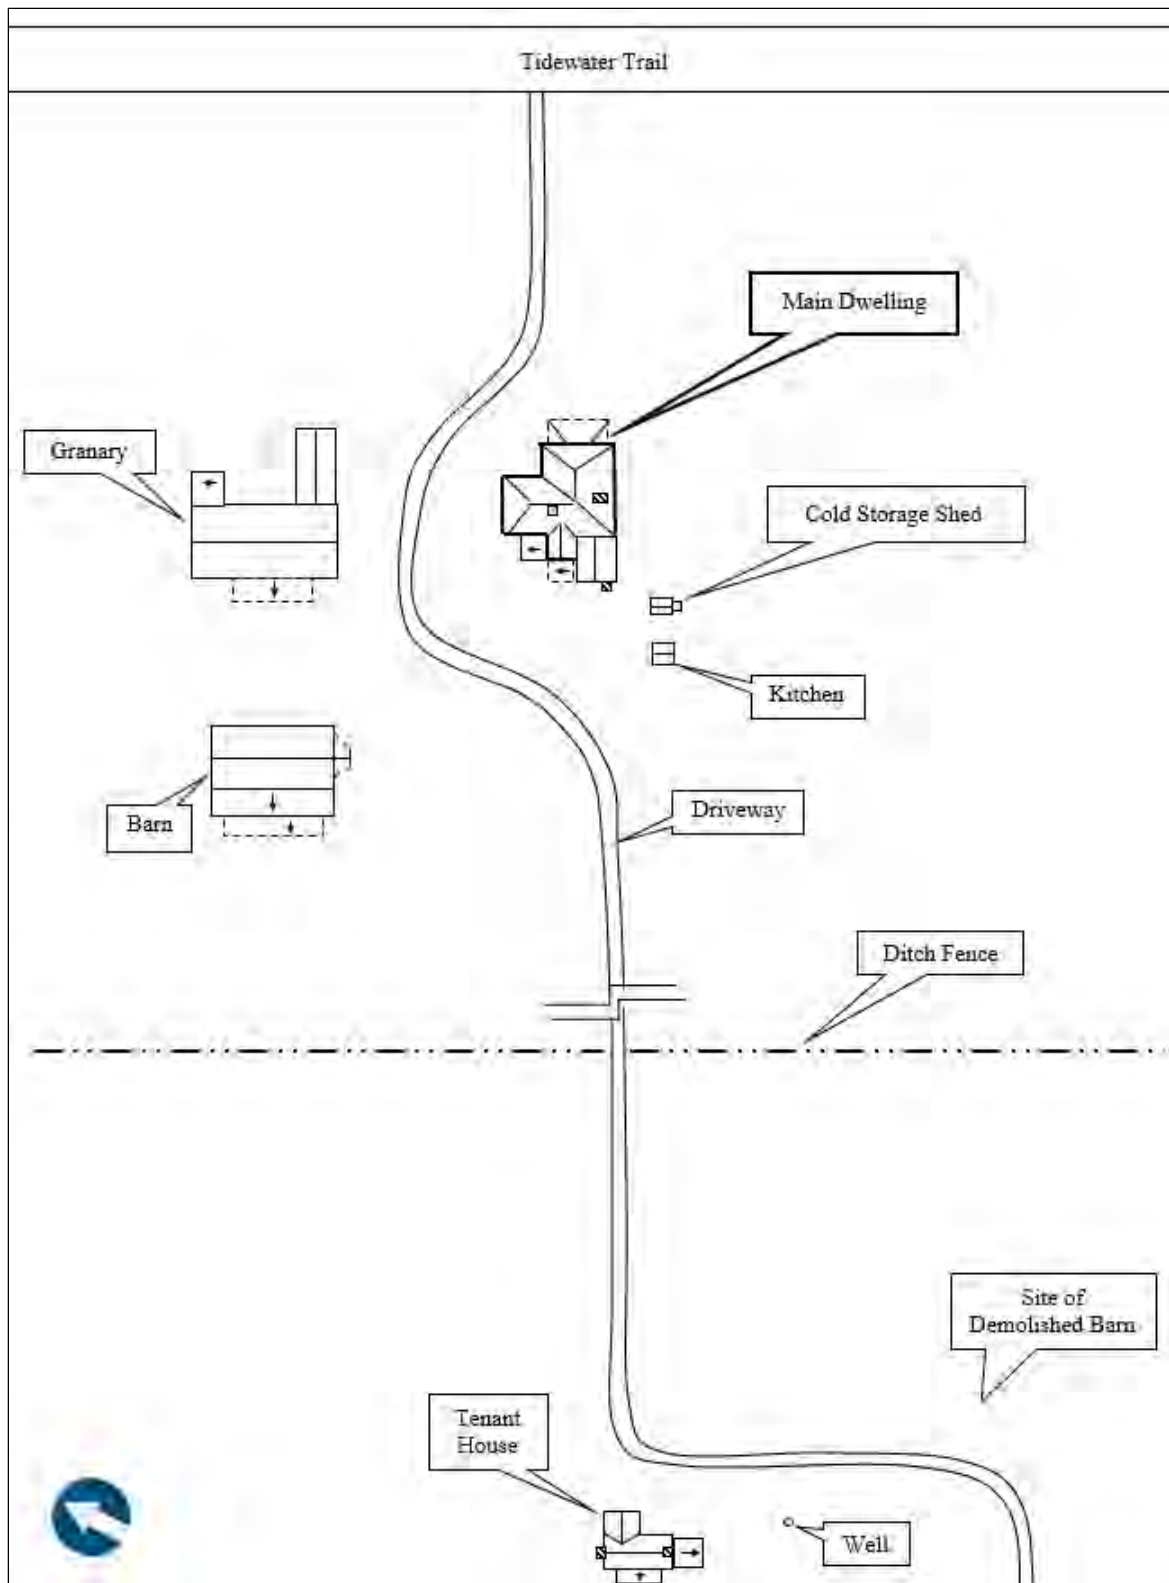 Tidewater Trail
Main Dwelling
Granary
Cold Storage Shed
Kitchen
Driveway
Barn
Ditch Fence
Site of
Demolished Barn
Tenant
House
Well